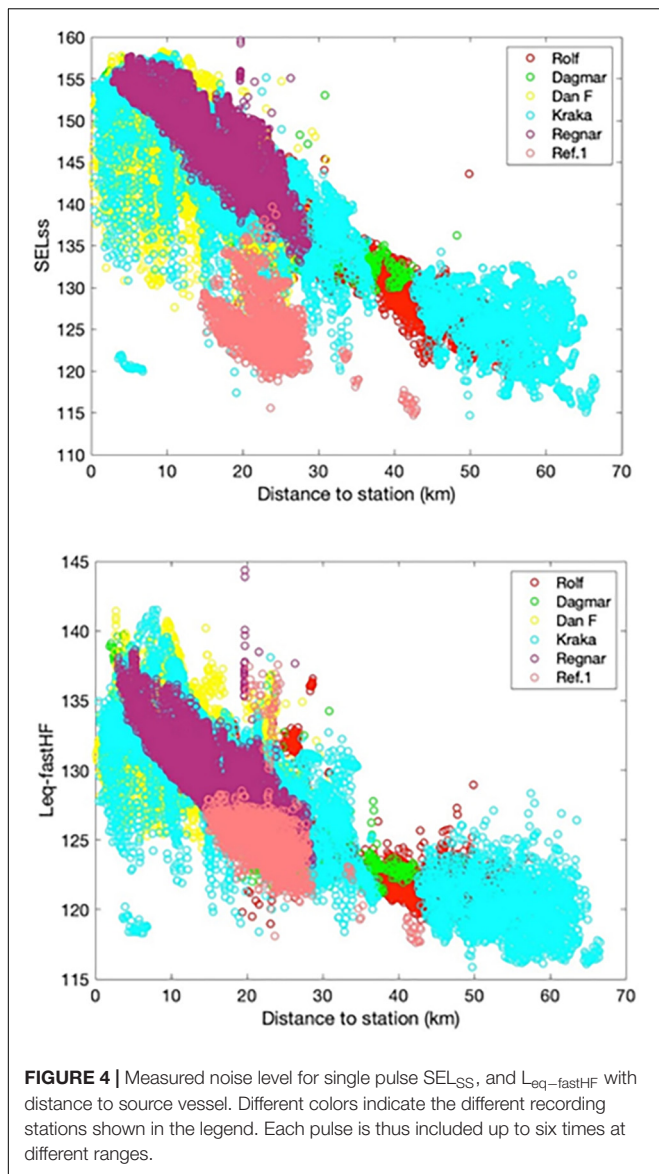 160
155
150
145
140
135
130
125
120
115
110
SELss
0 10 20 30 40 50 60 70
Distance to station (km)
Rolf
Dagmar
Dan F
Kraka
Regnar
Ref.1
145
140
135
130
125
120
115
Leq-fastHF
0 10 20 30 40 50 60 70
Distance to station (km)
Rolf
Dagmar
Dan F
Kraka
Regnar
Ref.1
FIGURE 4 | Measured noise level for single pulse SELSS, and Leq−fastHF with
distance to source vessel. Different colors indicate the different recording
stations shown in the legend. Each pulse is thus included up to six times at
different ranges.